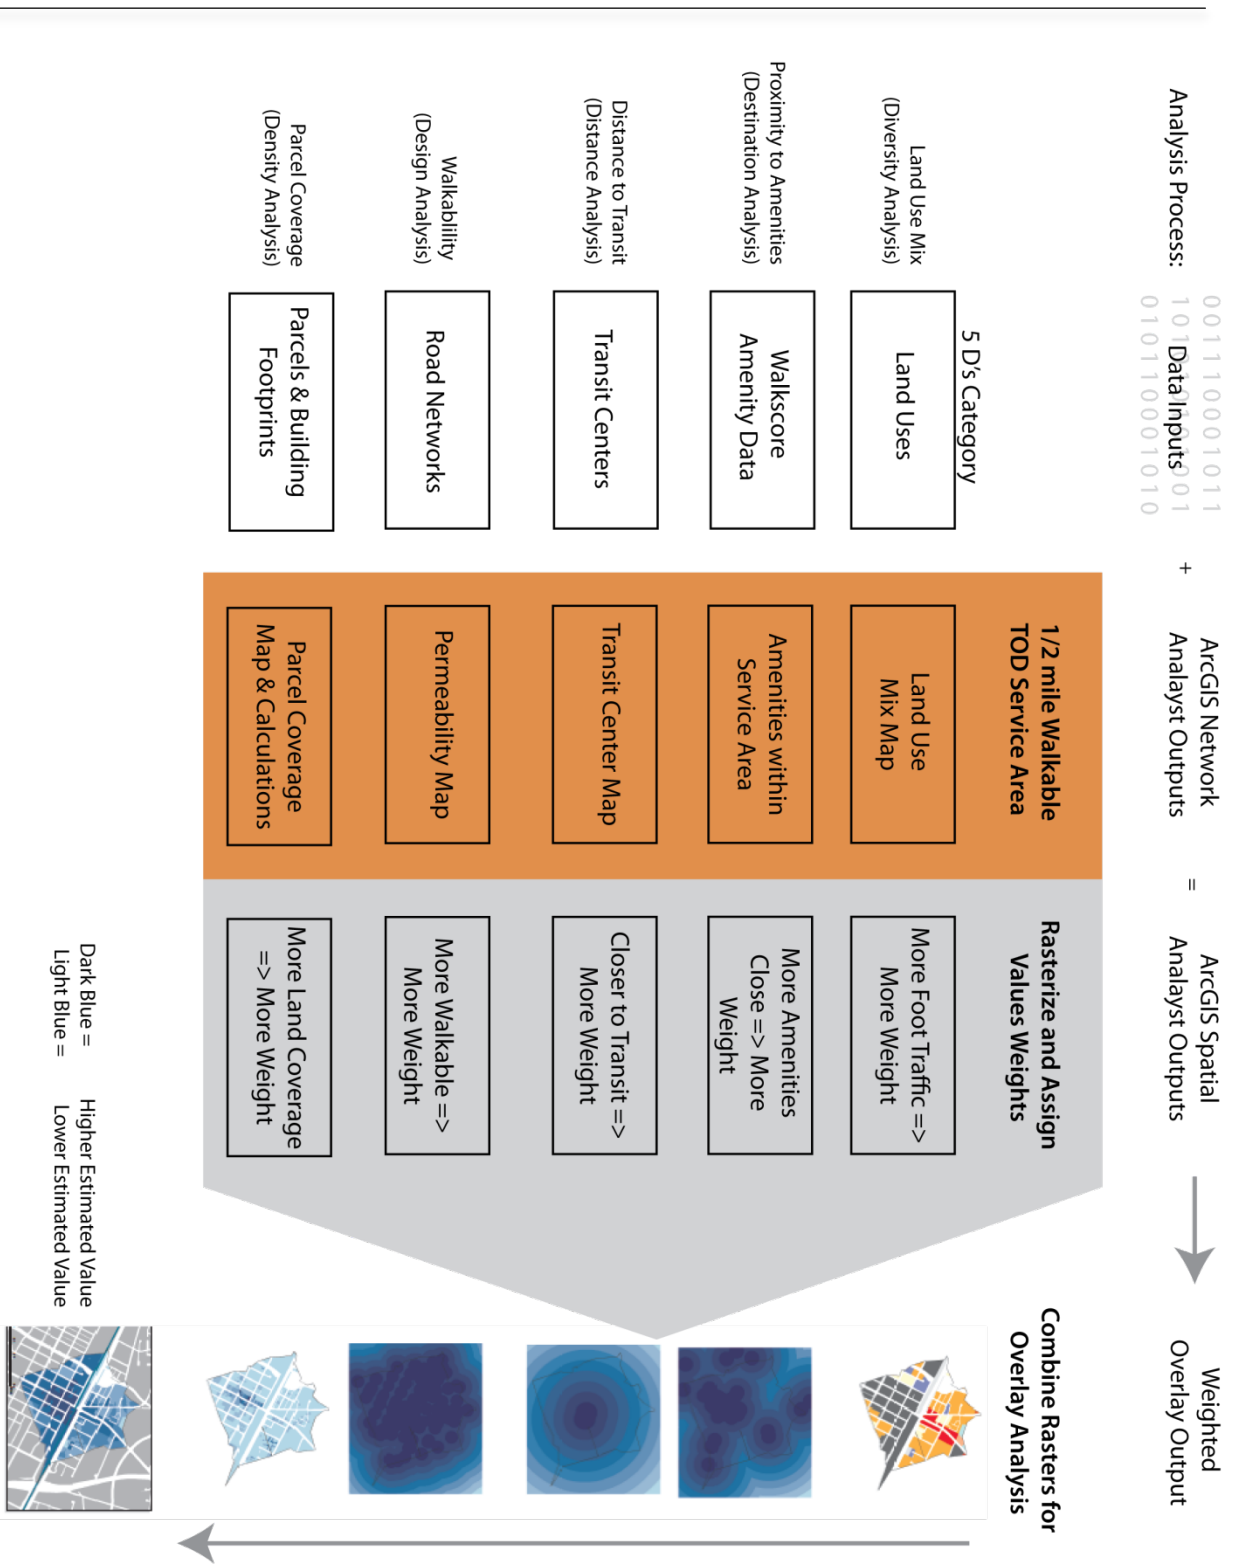 Analysis Process:
0011110001011
Data Inputs
0101100001010
+
ArcGIS Network
Analayst Outputs
=
ArcGIS Spatial
Analayst Outputs
Weighted
Overlay Output
5 D's Category
1/2 mile Walkable
TOD Service Area
Rasterize and Assign
Values Weights
Combine Rasters for
Overlay Analysis
Land Use Mix
(Diversity Analysis)
Land Uses
Land Use
Mix Map
More Foot Traffic =>
More Weight
Proximity to Amenities
(Destination Analysis)
Walkscore
Amenity Data
Amenities within
Service Area
More Amenities
Close => More
Weight
Distance to Transit
(Distance Analysis)
Transit Centers
Transit Center Map
Closer to Transit =>
More Weight
Walkablility
(Design Analysis)
Road Networks
Permeability Map
More Walkable =>
More Weight
Parcel Coverage
(Density Analysis)
Parcels & Building
Footprints
Parcel Coverage
Map & Calculations
More Land Coverage
=> More Weight
Dark Blue = Higher Estimated Value
Light Blue = Lower Estimated Value